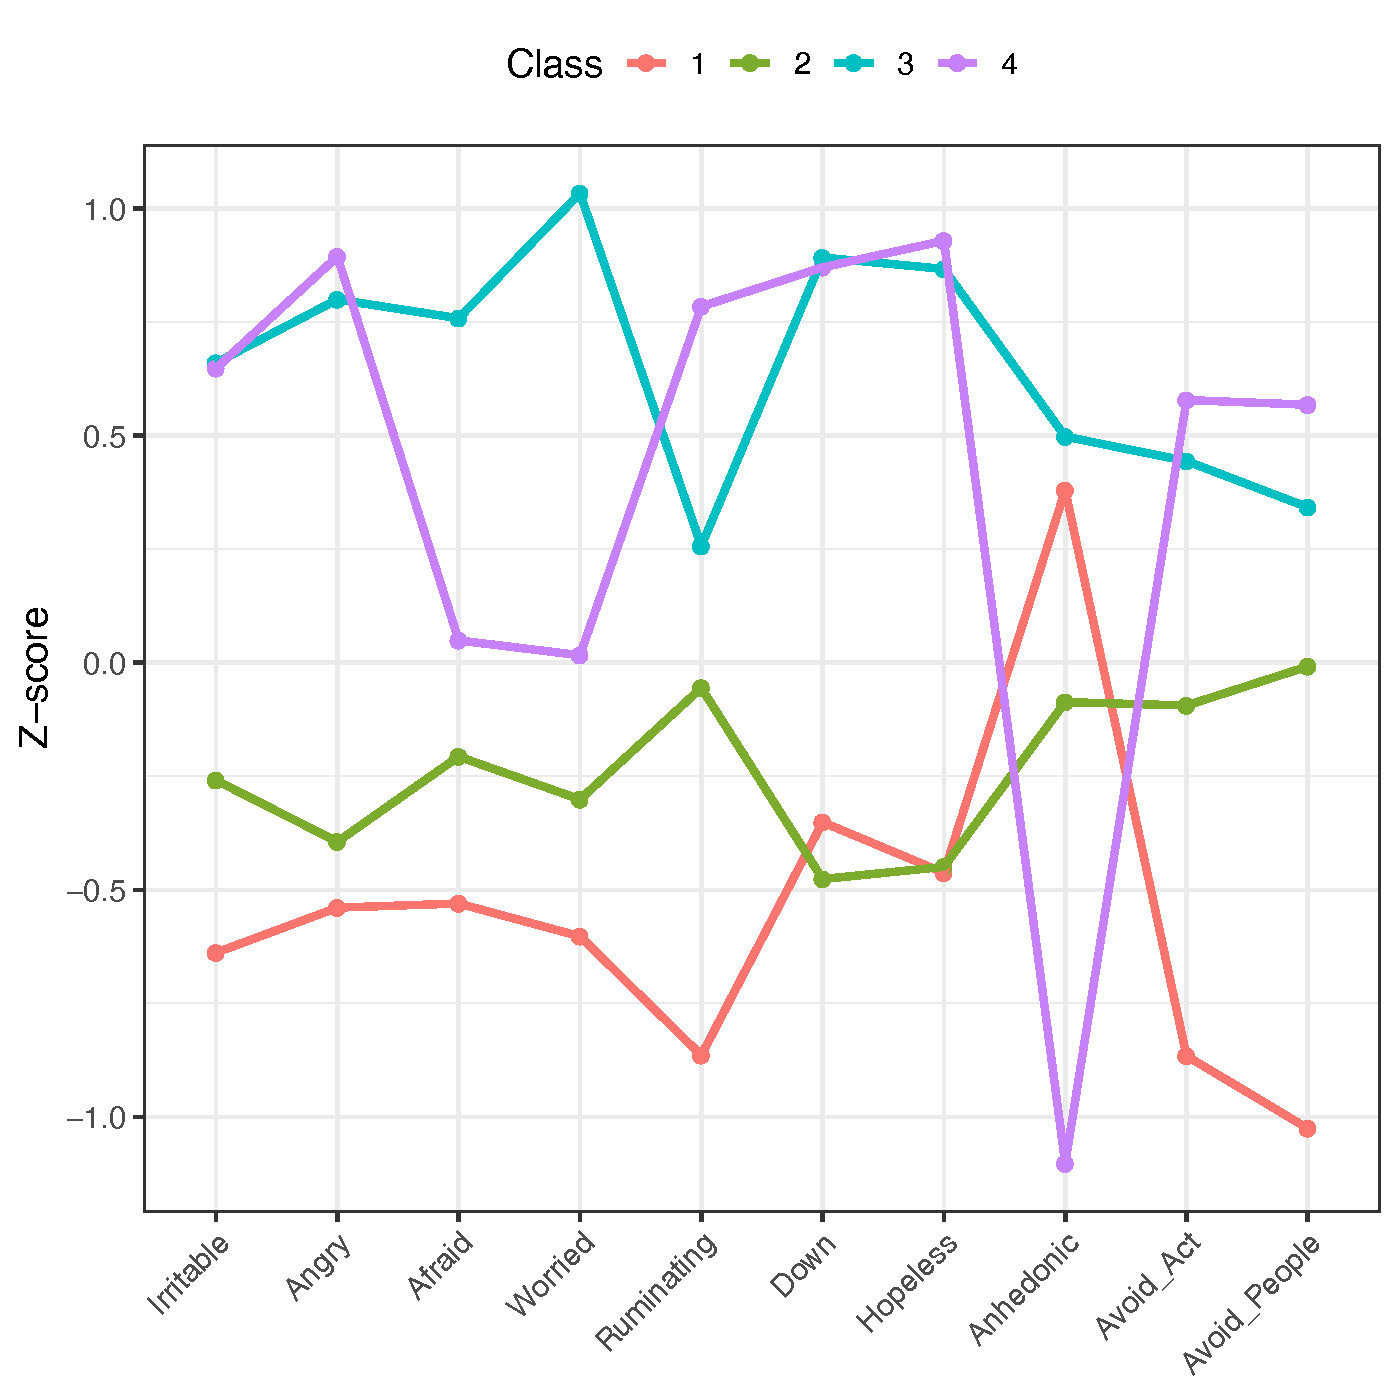 Class 1 2 3 4
1.0
0.5
0.0
−0.5
−1.0
Z−score
Irritable
Angry
Afraid
Worried
Ruminating
Down
Hopeless
Anhedonic
Avoid_Act
Avoid_People